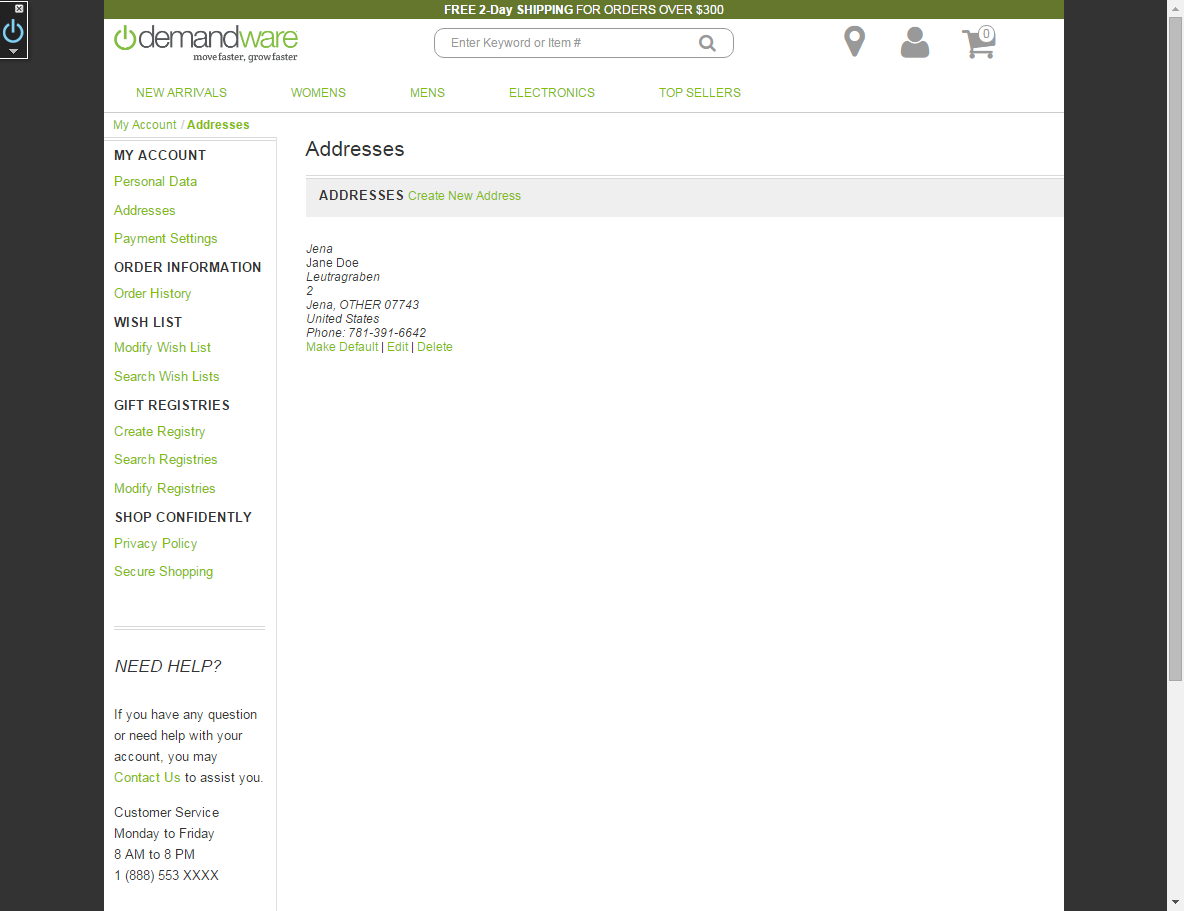 FREE 2-Day SHIPPING FOR ORDERS OVER $300
demandware
move faster, grow faster
Enter Keyword or Item #
0
NEW ARRIVALS
WOMENS
MENS
ELECTRONICS
TOP SELLERS
My Account / Addresses
MY ACCOUNT
Personal Data
Addresses
Payment Settings
ORDER INFORMATION
Order History
WISH LIST
Modify Wish List
Search Wish Lists
GIFT REGISTRIES
Create Registry
Search Registries
Modify Registries
SHOP CONFIDENTLY
Privacy Policy
Secure Shopping
NEED HELP?
If you have any question
or need help with your
account, you may
Contact Us to assist you.
Customer Service
Monday to Friday
8 AM to 8 PM
1 (888) 553 XXXX
Addresses
ADDRESSES Create New Address
Jena
Jane Doe
Leutragraben
2
Jena, OTHER 07743
United States
Phone: 781-391-6642
Make Default | Edit | Delete